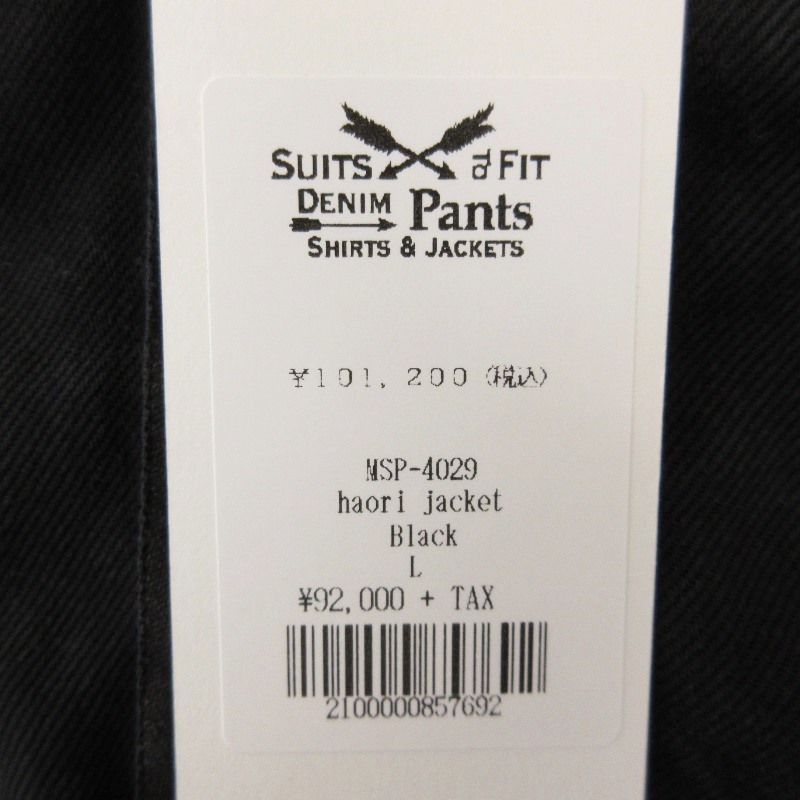 SUITS & FIT
DENIM Pants
SHIRTS & JACKETS
¥101,200 (税込)
MSP-4029
haori jacket
Black
L
¥92,000 + TAX
2100000857692